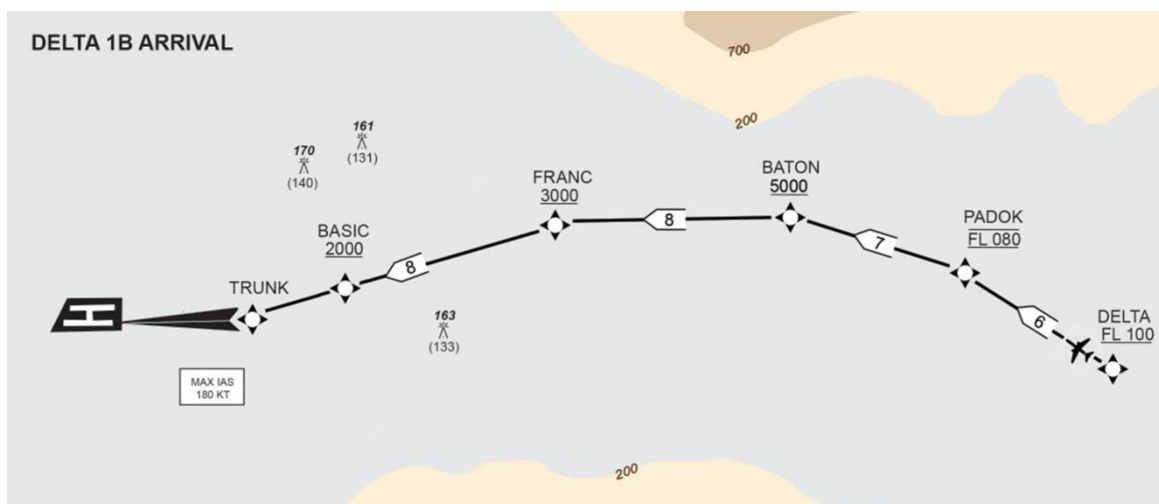 DELTA 1B ARRIVAL
700
200
161
(131)
170
(140)
FRANC
3000
BATON
5000
PADOK
FL 080
BASIC
2000
8
8
7
TRUNK
8
163
(133)
6
DELTA
FL 100
H
MAX IAS
180 KT
200